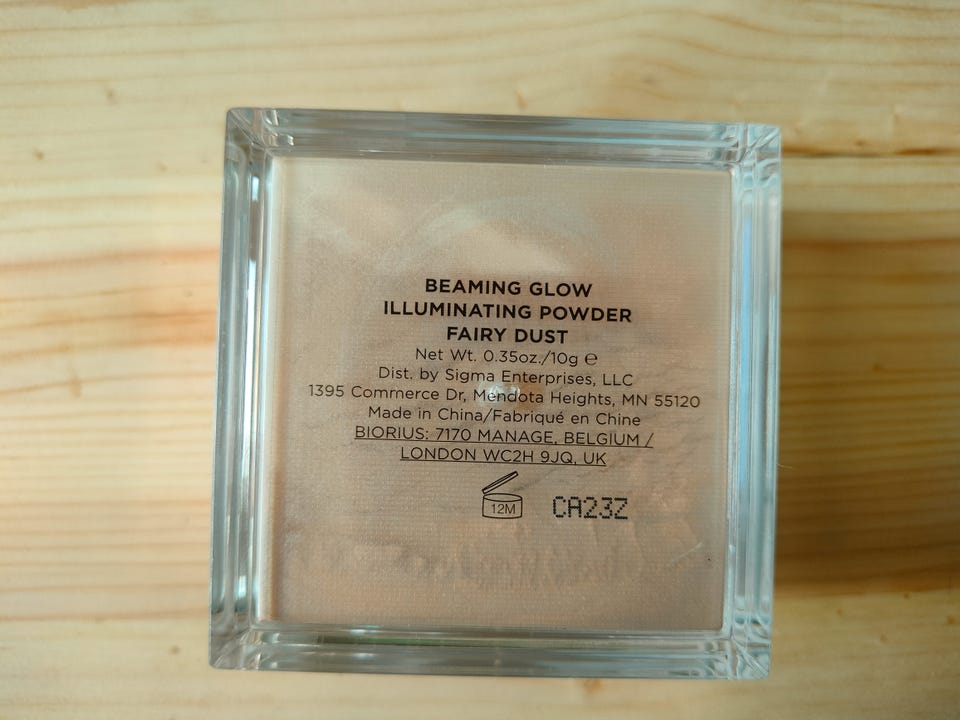 BEAMING GLOW
ILLUMINATING POWDER
FAIRY DUST
Net Wt. 0.35oz./10g ℮
Dist. by Sigma Enterprises, LLC
1395 Commerce Dr, Mendota Heights, MN 55120
Made in China/Fabriqué en Chine
BIORIUS: 7170 MANAGE, BELGIUM /
LONDON WC2H 9JQ, UK
12M CA23Z